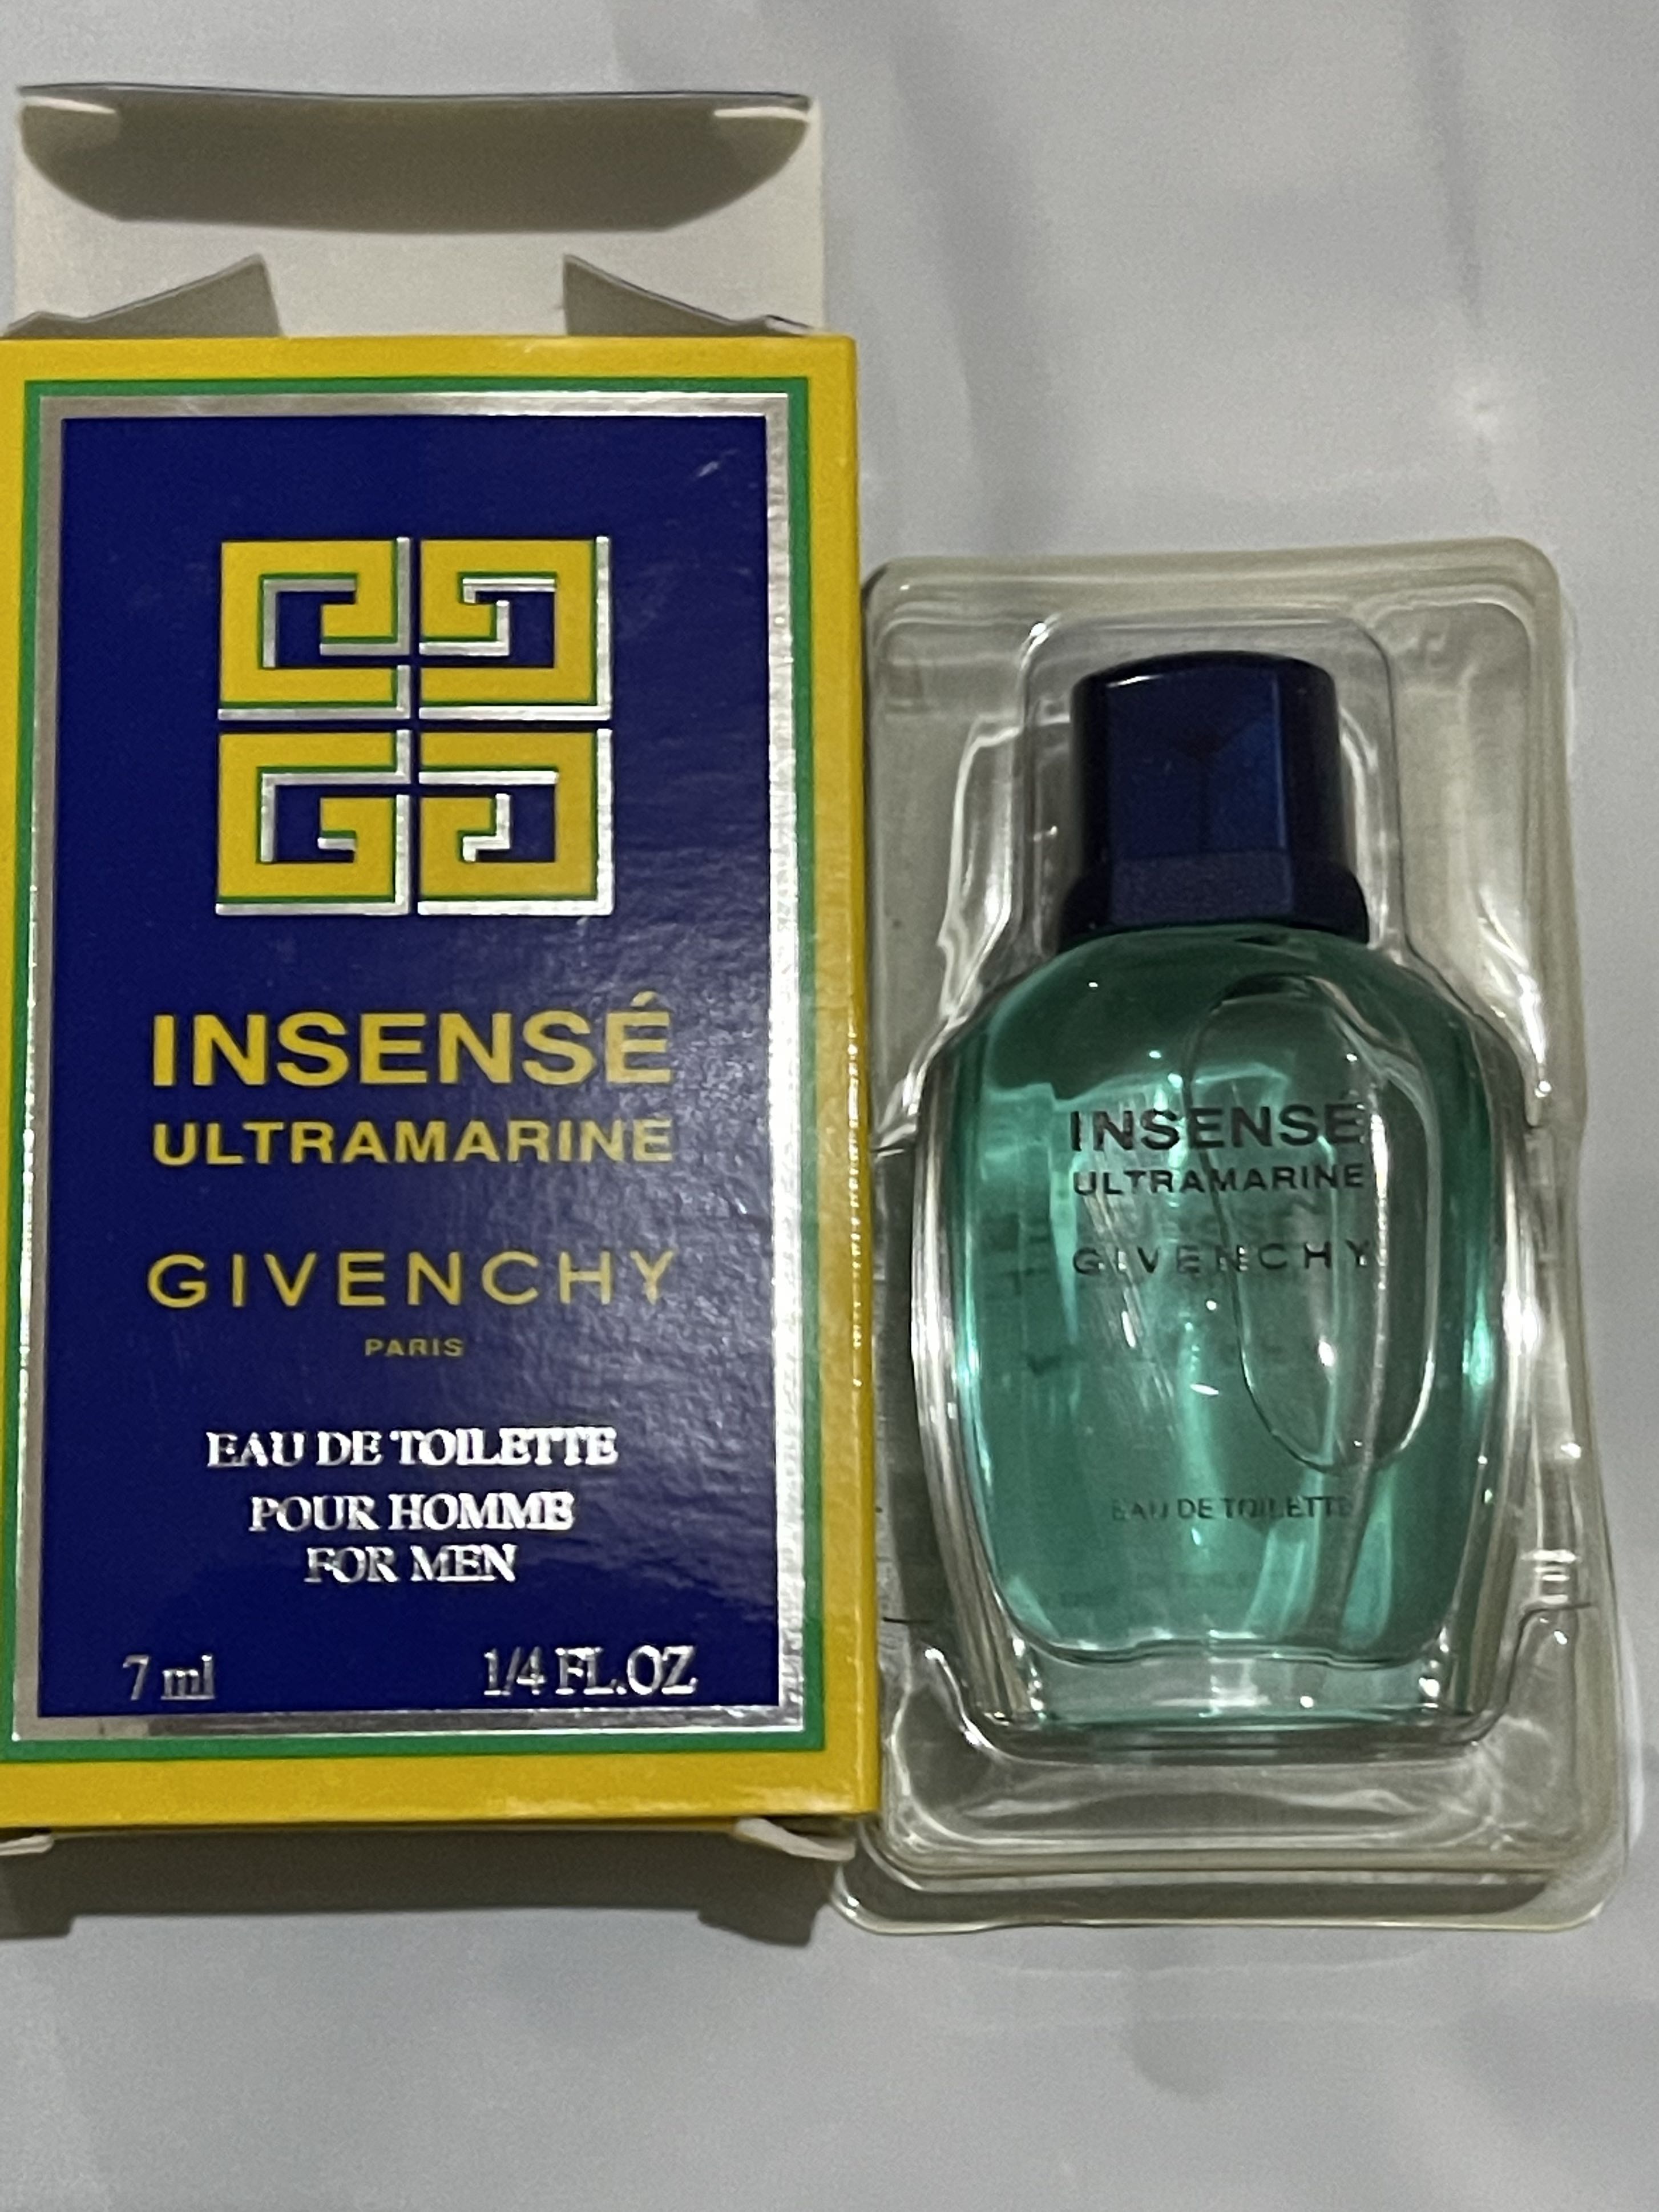 INSENSÉ
ULTRAMARINE
GIVENCHY
PARIS
EAU DE TOILETTE
POUR HOMME
FOR MEN
7 ml 1/4 FL.OZ
INSENSÉ
ULTRAMARINE
GIVENCHY
EAU DE TOILETTE